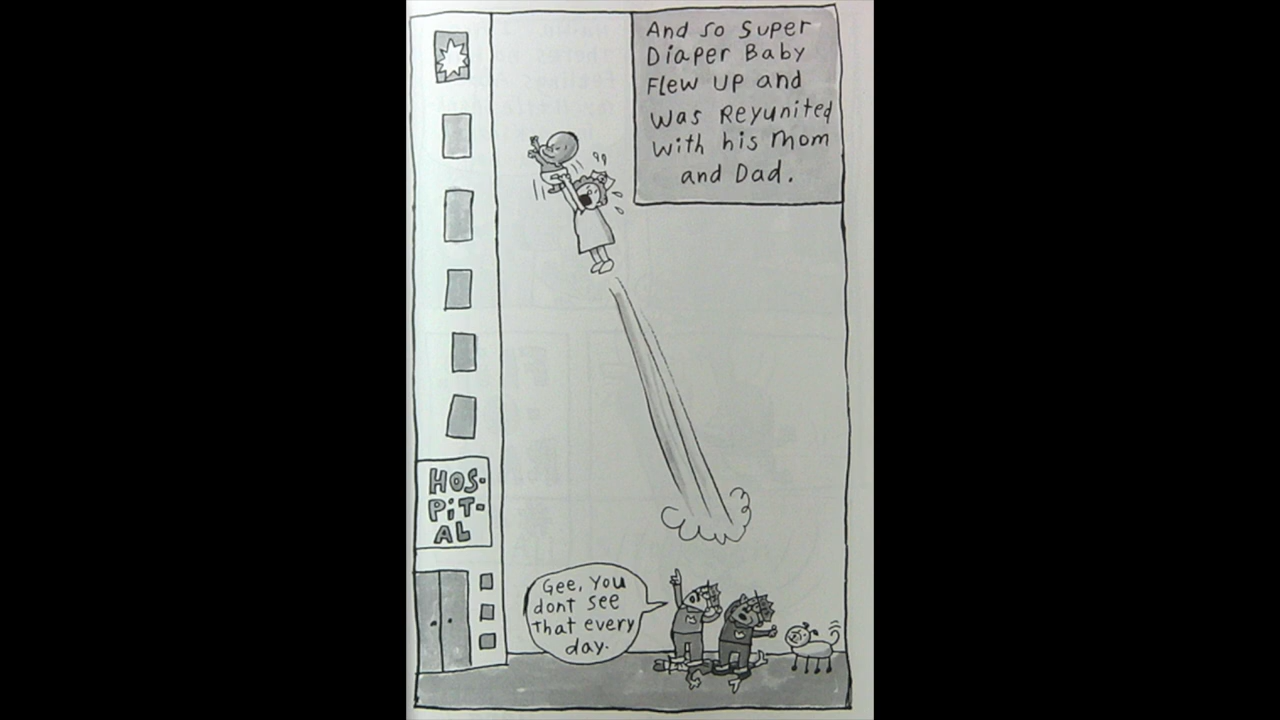 And so Super
Diaper Baby
Flew up and
was Reyunited
with his Mom
and Dad.
HOS-
PiT-
AL
Gee, You
dont see
that every
day.